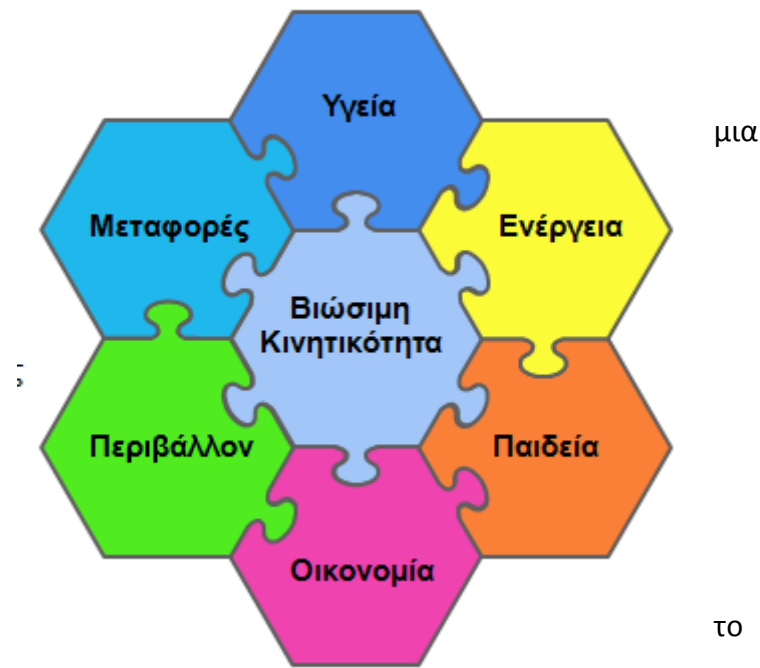 Υγεία
μια
Μεταφορές
Ενέργεια
Βιώσιμη
Κινητικότητα
ς
Περιβάλλον
Παιδεία
Οικονομία
το